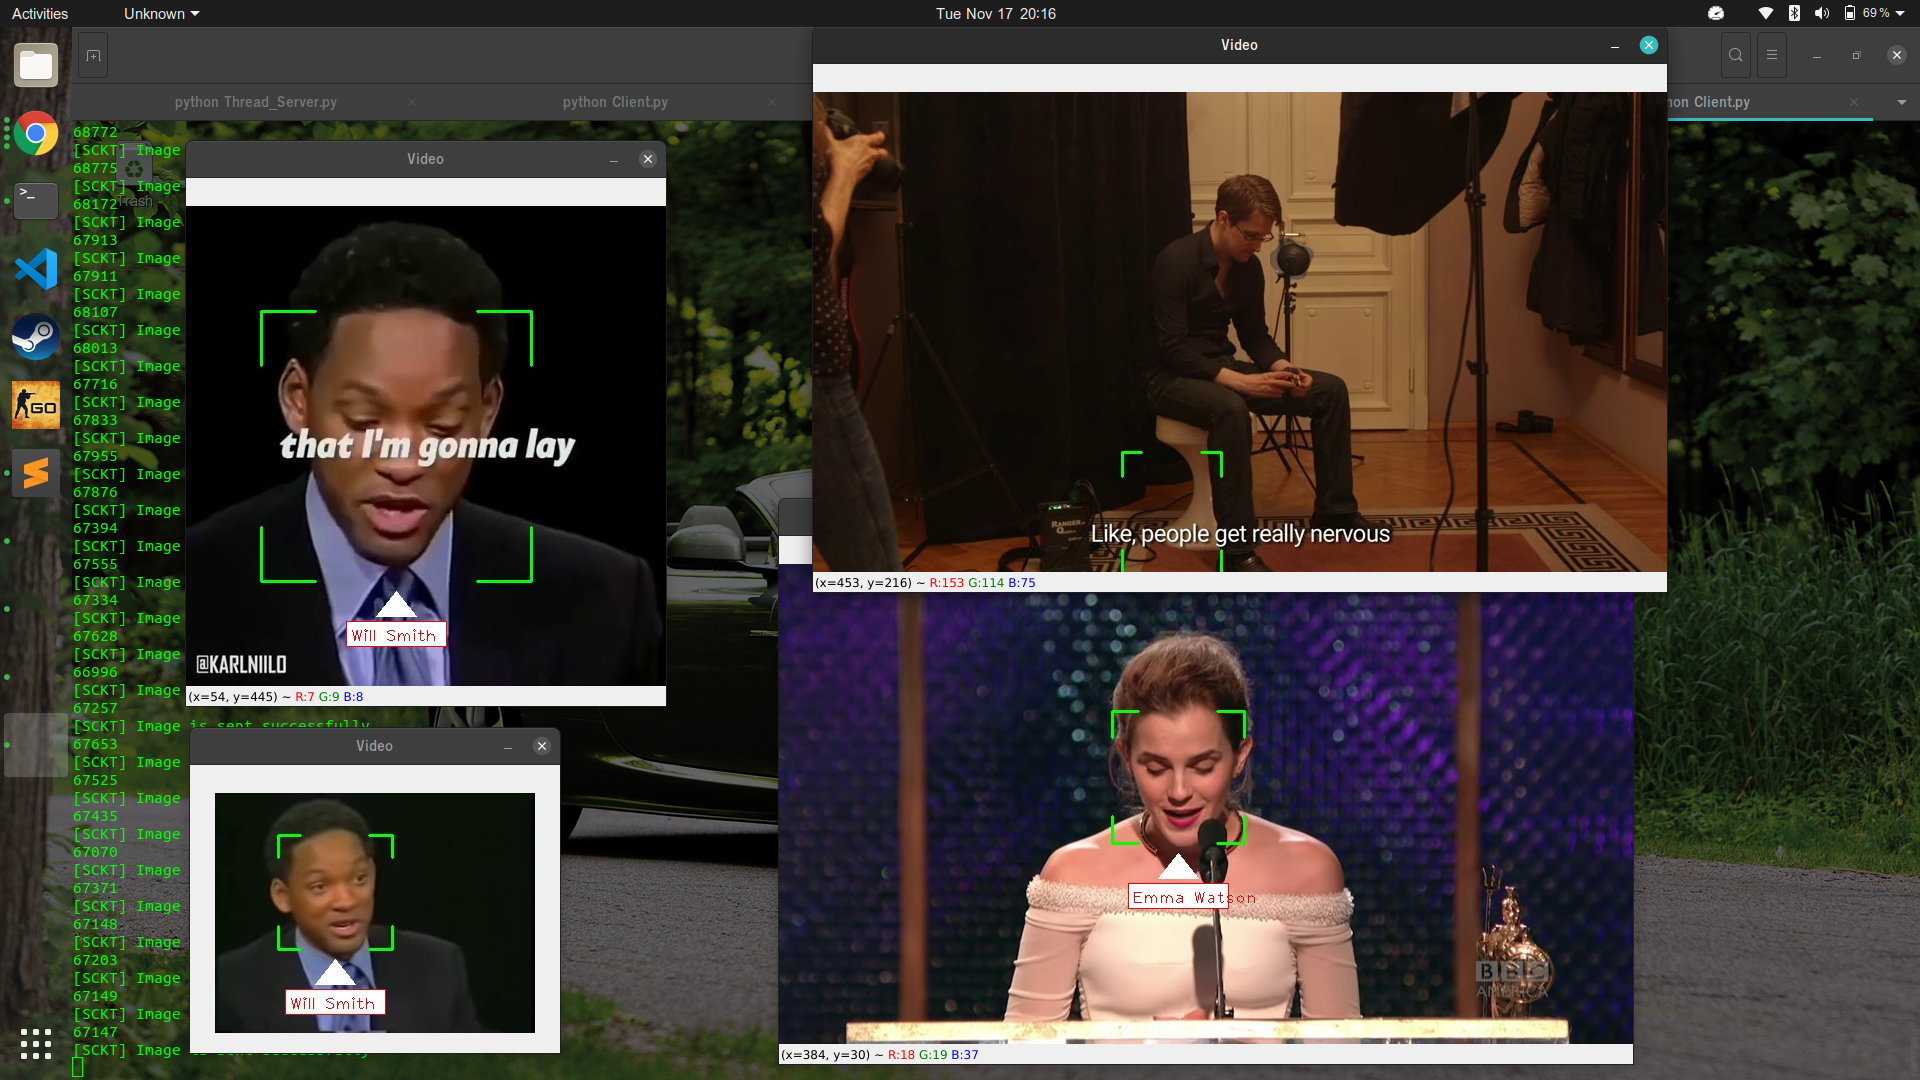 Activities
Unknown
Tue Nov 17 20:16
69 %
python Thread_Server.py
python Client.py
on Client.py
68772
[SCKT] Image
68775
[SCKT] Image
68172
[SCKT] Image
67913
[SCKT] Image
67911
[SCKT] Image
68107
[SCKT] Image
68013
[SCKT] Image
67716
[SCKT] Image
67833
[SCKT] Image
67955
[SCKT] Image
67876
[SCKT] Image
67394
[SCKT] Image
67555
[SCKT] Image
67334
[SCKT] Image
67628
[SCKT] Image
66996
[SCKT] Image
67257
[SCKT] Image is sent successfully
67653
[SCKT] Image
67525
[SCKT] Image
67435
[SCKT] Image
67070
[SCKT] Image
67371
[SCKT] Image
67148
[SCKT] Image
67203
[SCKT] Image
67149
[SCKT] Image
67147
[SCKT] Image is sent successfully
Trash
GO
Video
that I'm gonna lay
Will Smith
@KARLNIILO
(x=54, y=445) ~ R:7 G:9 B:8
Video
Will Smith
Video
RANGER
Like, people get really nervous
(x=453, y=216) ~ R:153 G:114 B:75
Emma Watson
BBC
AMERICA
(x=384, y=30) ~ R:18 G:19 B:37